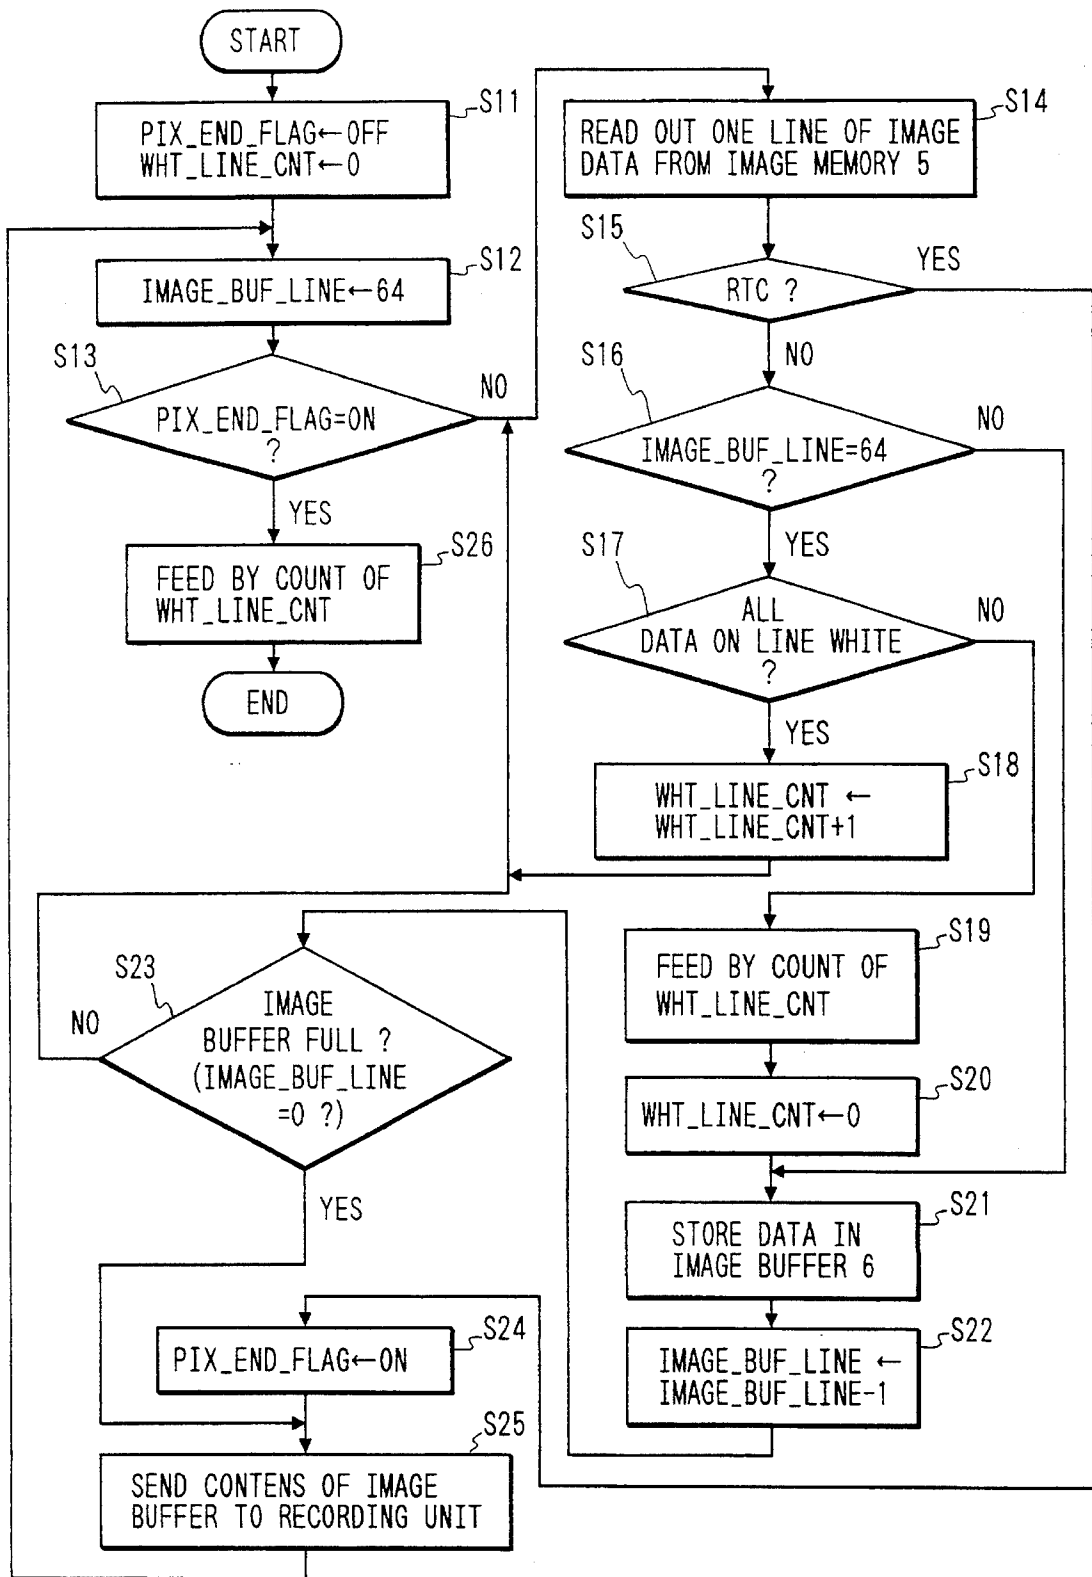 START
S11
PIX_END_FLAG←OFF
WHT_LINE_CNT←0
S12
IMAGE_BUF_LINE←64
S13
PIX_END_FLAG=ON
?
NO
YES
S26
FEED BY COUNT OF
WHT_LINE_CNT
END
S14
READ OUT ONE LINE OF IMAGE
DATA FROM IMAGE MEMORY 5
S15
RTC ?
YES
NO
S16
IMAGE_BUF_LINE=64
?
NO
YES
S17
ALL
DATA ON LINE WHITE
?
NO
YES
S18
WHT_LINE_CNT ←
WHT_LINE_CNT+1
S19
FEED BY COUNT OF
WHT_LINE_CNT
S20
WHT_LINE_CNT←0
S21
STORE DATA IN
IMAGE BUFFER 6
S22
IMAGE_BUF_LINE ←
IMAGE_BUF_LINE-1
S23
IMAGE
BUFFER FULL ?
(IMAGE_BUF_LINE
=0 ?)
NO
YES
S24
PIX_END_FLAG←ON
S25
SEND CONTENS OF IMAGE
BUFFER TO RECORDING UNIT